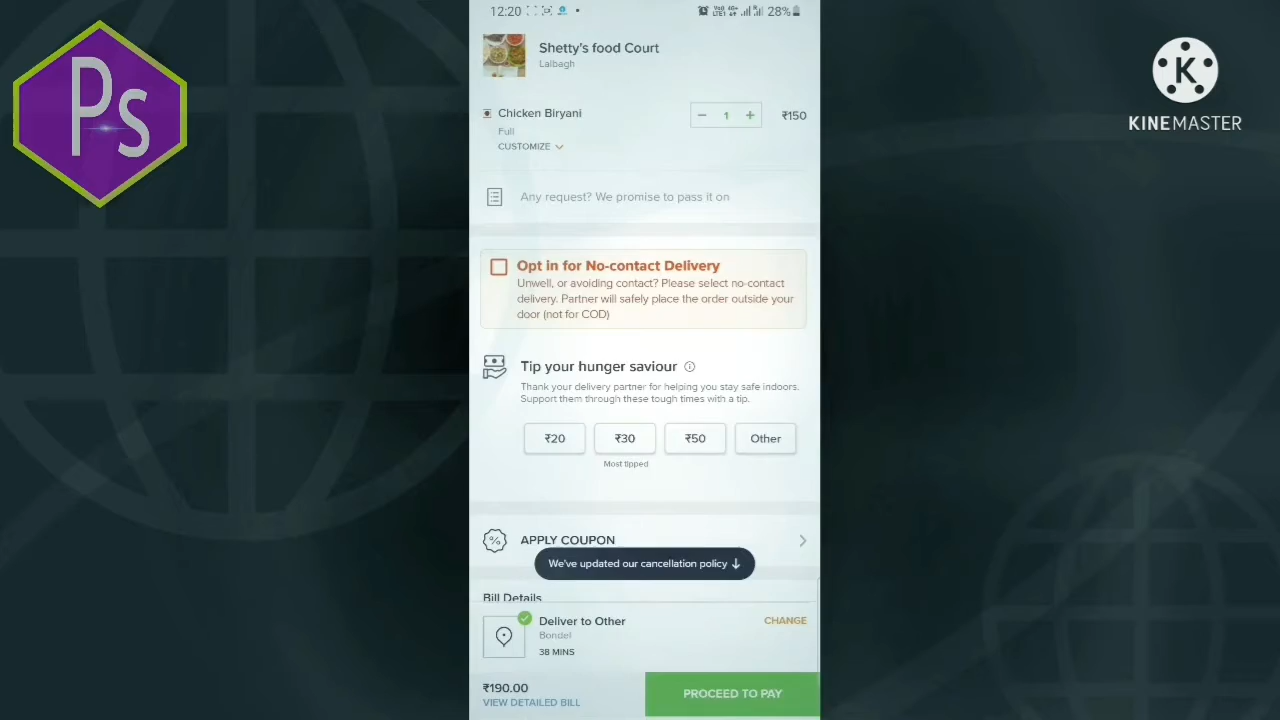 Ps
KINEMASTER
12:20
28%
Shetty's food Court
Lalbagh
Chicken Biryani
− 1 +
₹150
Full
CUSTOMIZE
Any request? We promise to pass it on
Opt in for No-contact Delivery
Unwell, or avoiding contact? Please select no-contact
delivery. Partner will safely place the order outside your
door (not for COD)
Tip your hunger saviour
Thank your delivery partner for helping you stay safe indoors.
Support them through these tough times with a tip.
₹20
₹30
₹50
Other
Most tipped
APPLY COUPON
We've updated our cancellation policy ↓
Bill Details
Deliver to Other
CHANGE
Bondel
38 MINS
₹190.00
VIEW DETAILED BILL
PROCEED TO PAY